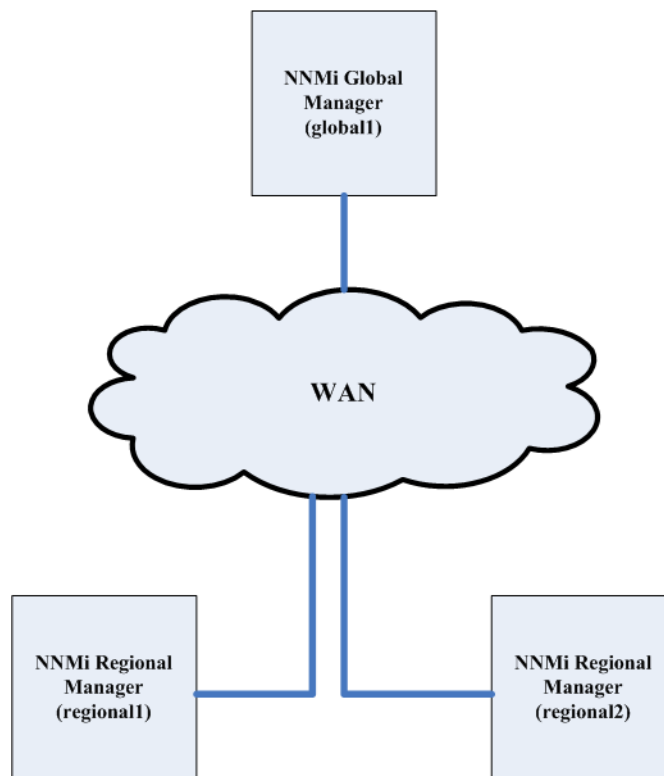 NNMi Global
Manager
(global1)
WAN
NNMi Regional
Manager
(regional1)
NNMi Regional
Manager
(regional2)